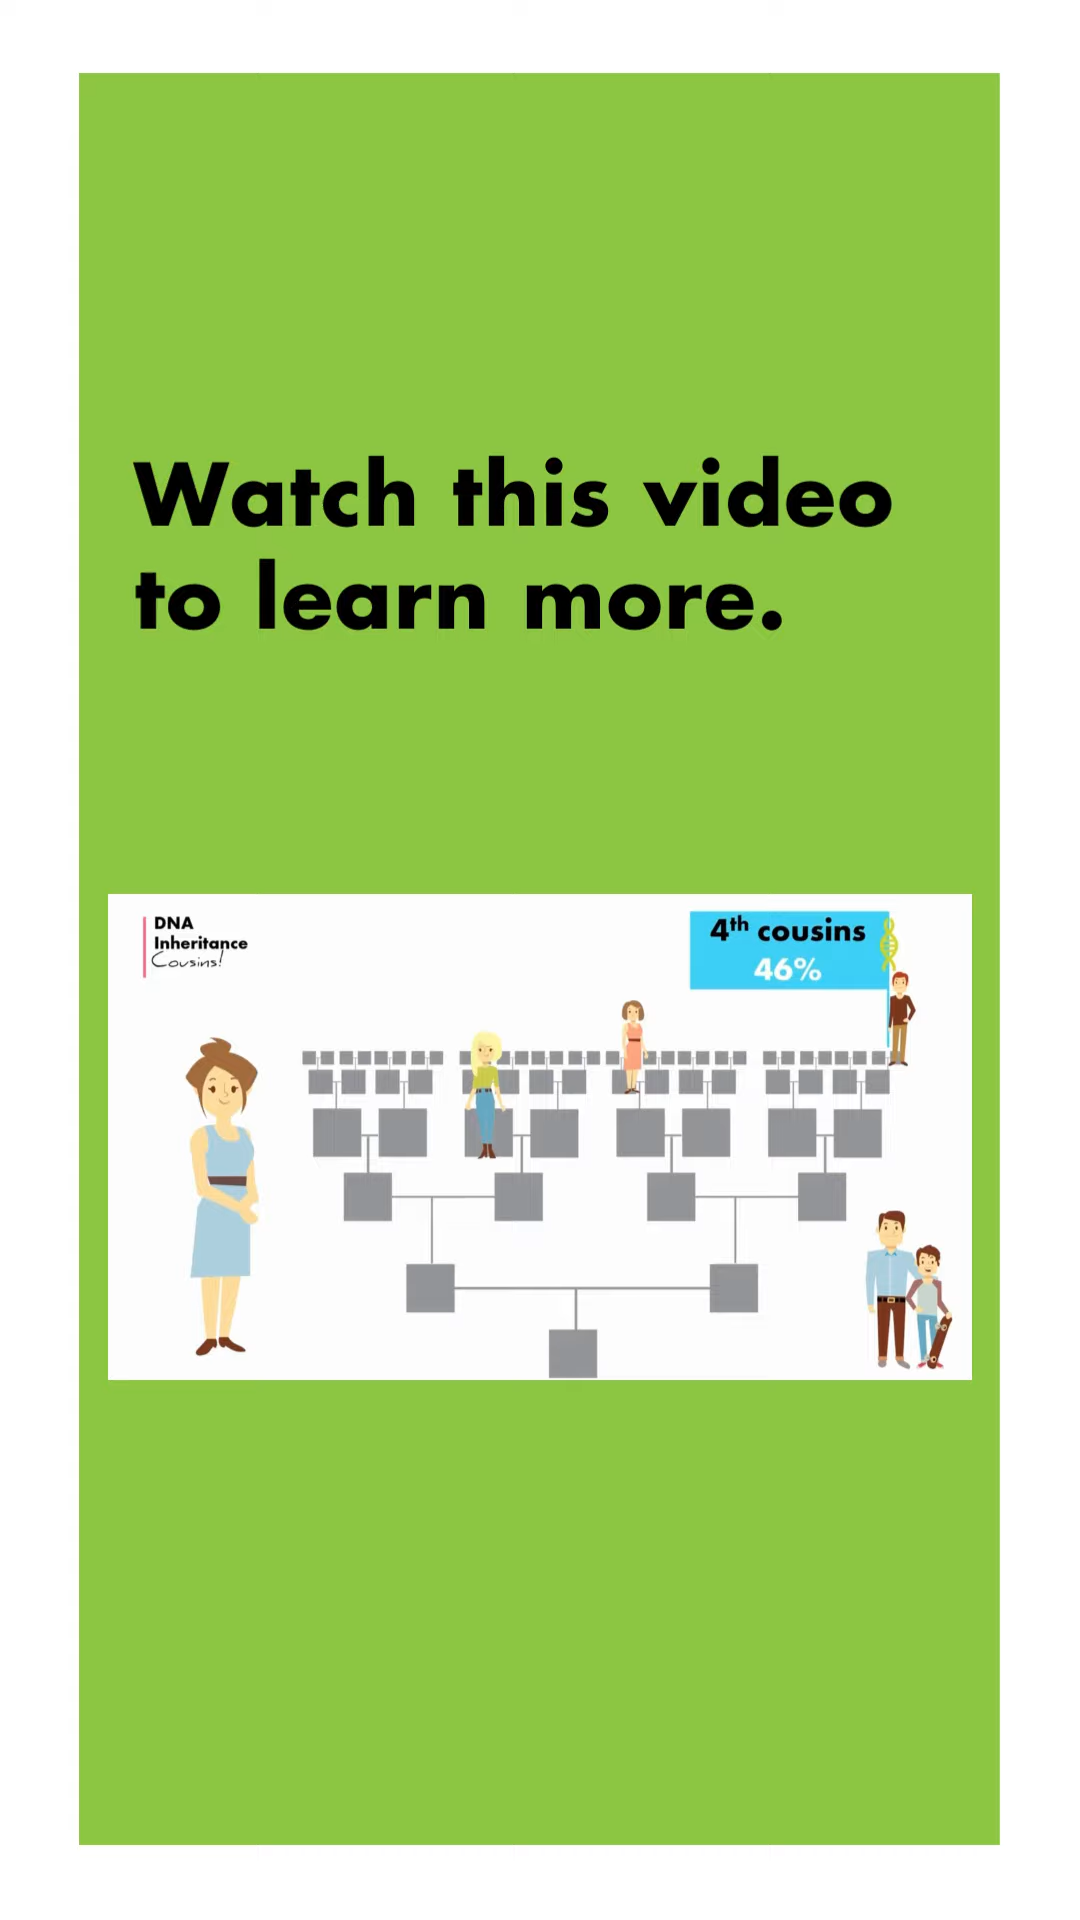 Watch this video
to learn more.
DNA
Inheritance
Cousins!
4th cousins
46%